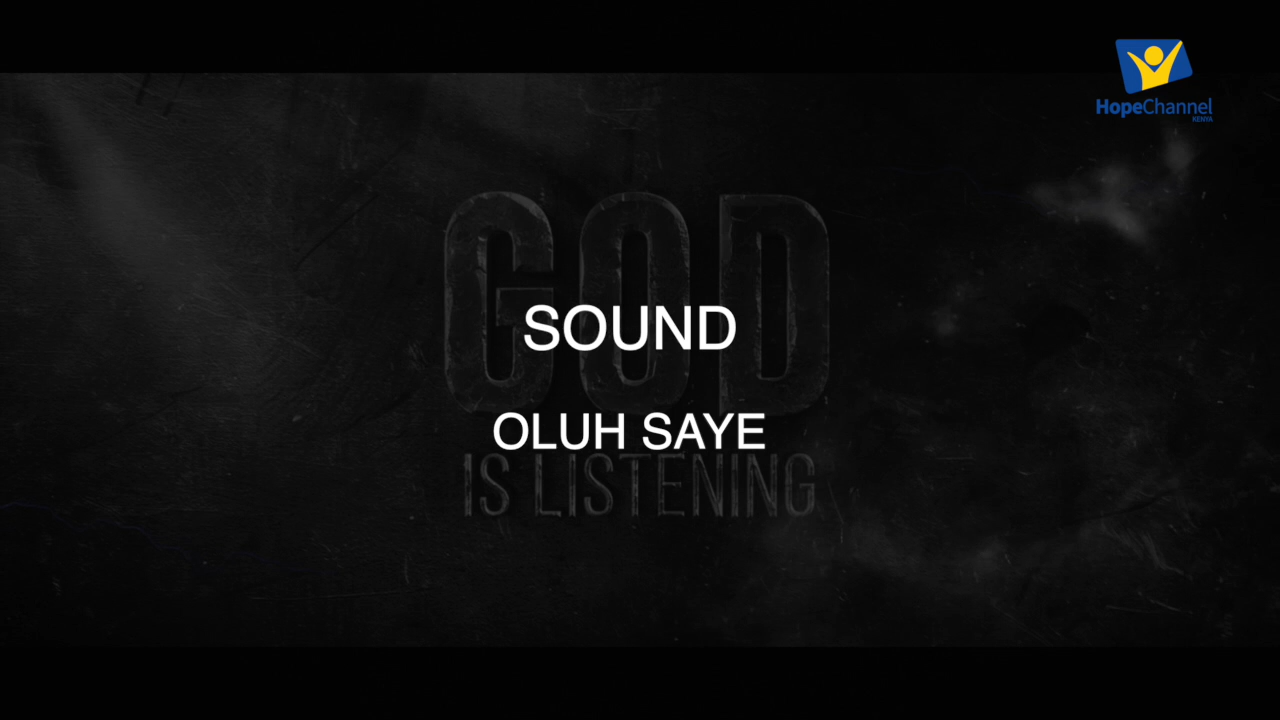 HopeChannel
KENYA
GOD
SOUND
OLUH SAYE
IS LISTENING